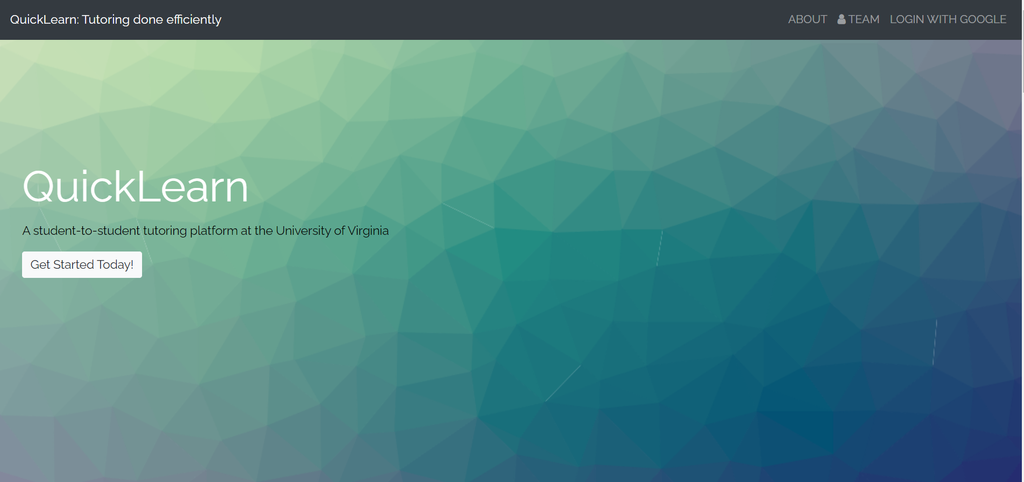 QuickLearn: Tutoring done efficiently
ABOUT TEAM LOGIN WITH GOOGLE
QuickLearn
A student-to-student tutoring platform at the University of Virginia
Get Started Today!